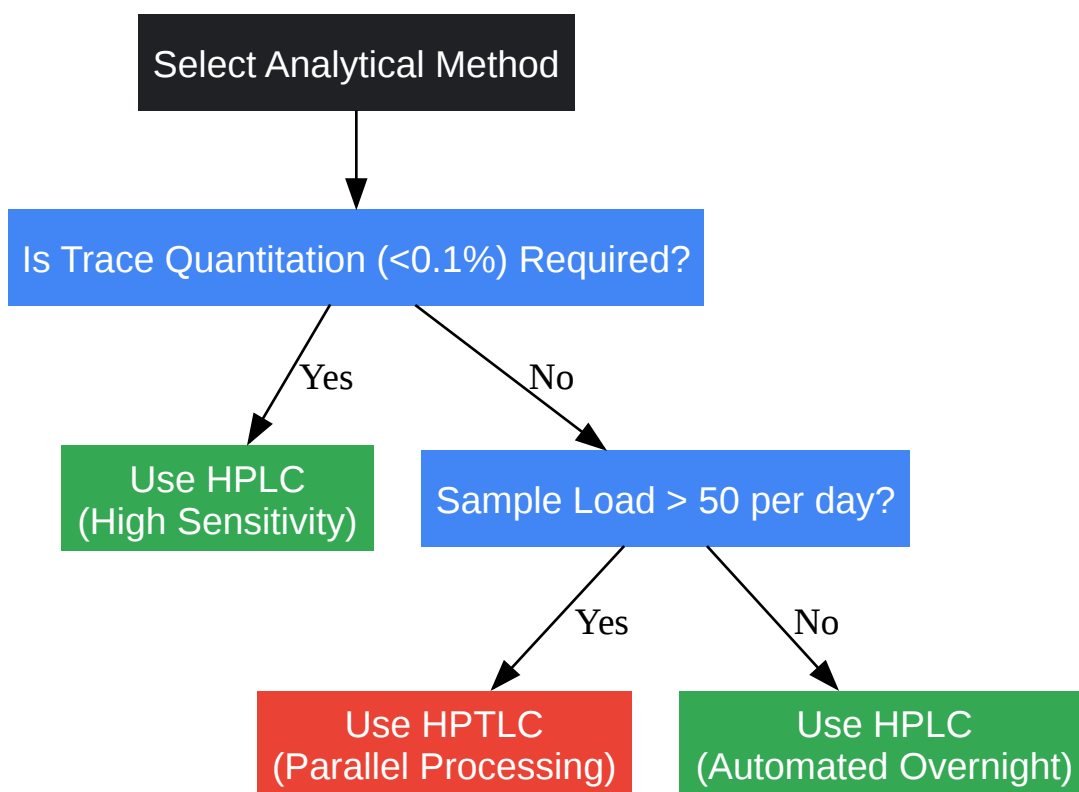 Select Analytical Method
Is Trace Quantitation (<0.1%) Required?
Yes
No
Use HPLC
(High Sensitivity)
Sample Load > 50 per day?
Yes
No
Use HPTLC
(Parallel Processing)
Use HPLC
(Automated Overnight)